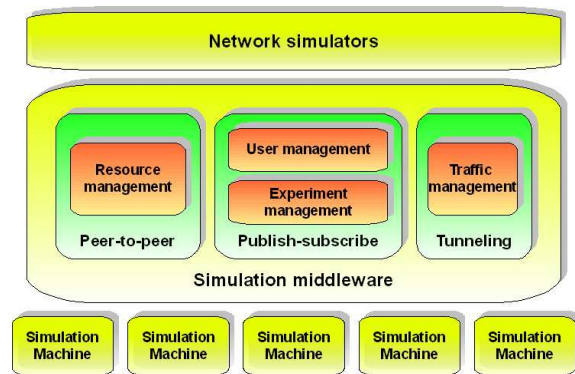 Network simulators
Resource
management
User management
Experiment
management
Traffic
management
Peer-to-peer
Publish-subscribe
Tunneling
Simulation middleware
Simulation
Machine
Simulation
Machine
Simulation
Machine
Simulation
Machine
Simulation
Machine